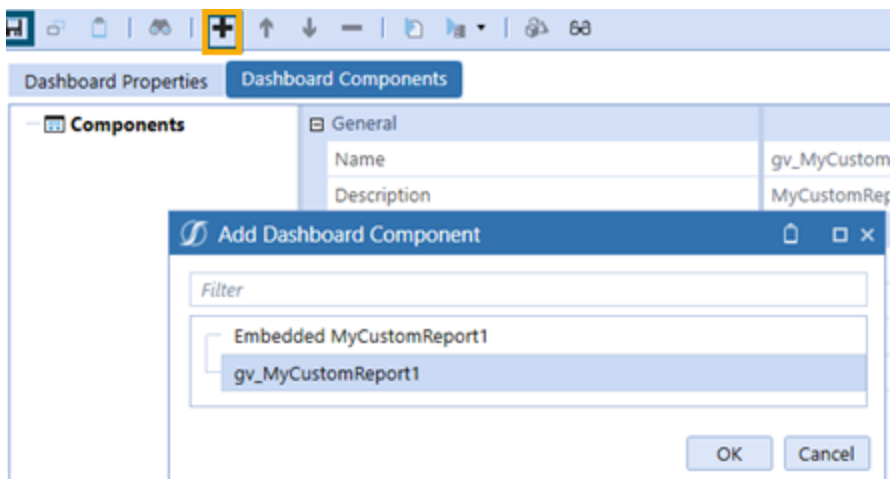 Dashboard Properties
Dashboard Components
Components
General
Name
gv_MyCustom
Description
MyCustomRep
Add Dashboard Component
Filter
Embedded MyCustomReport1
gv_MyCustomReport1
OK
Cancel